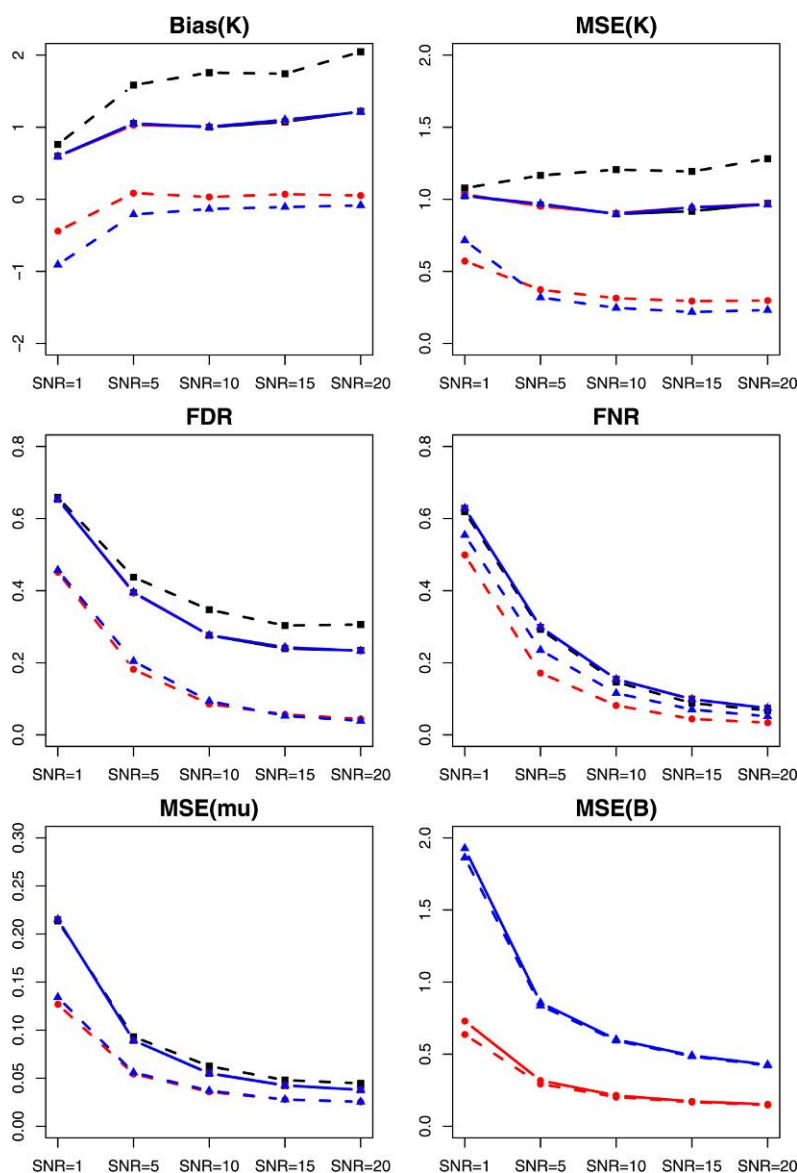 Bias(K)
2
1
0
−1
−2
SNR=1 SNR=5 SNR=10 SNR=15 SNR=20
MSE(K)
2.0
1.5
1.0
0.5
0.0
SNR=1 SNR=5 SNR=10 SNR=15 SNR=20
FDR
0.8
0.6
0.4
0.2
0.0
SNR=1 SNR=5 SNR=10 SNR=15 SNR=20
FNR
0.8
0.6
0.4
0.2
0.0
SNR=1 SNR=5 SNR=10 SNR=15 SNR=20
MSE(mu)
0.30
0.25
0.20
0.15
0.10
0.05
0.00
SNR=1 SNR=5 SNR=10 SNR=15 SNR=20
MSE(B)
2.0
1.5
1.0
0.5
0.0
SNR=1 SNR=5 SNR=10 SNR=15 SNR=20